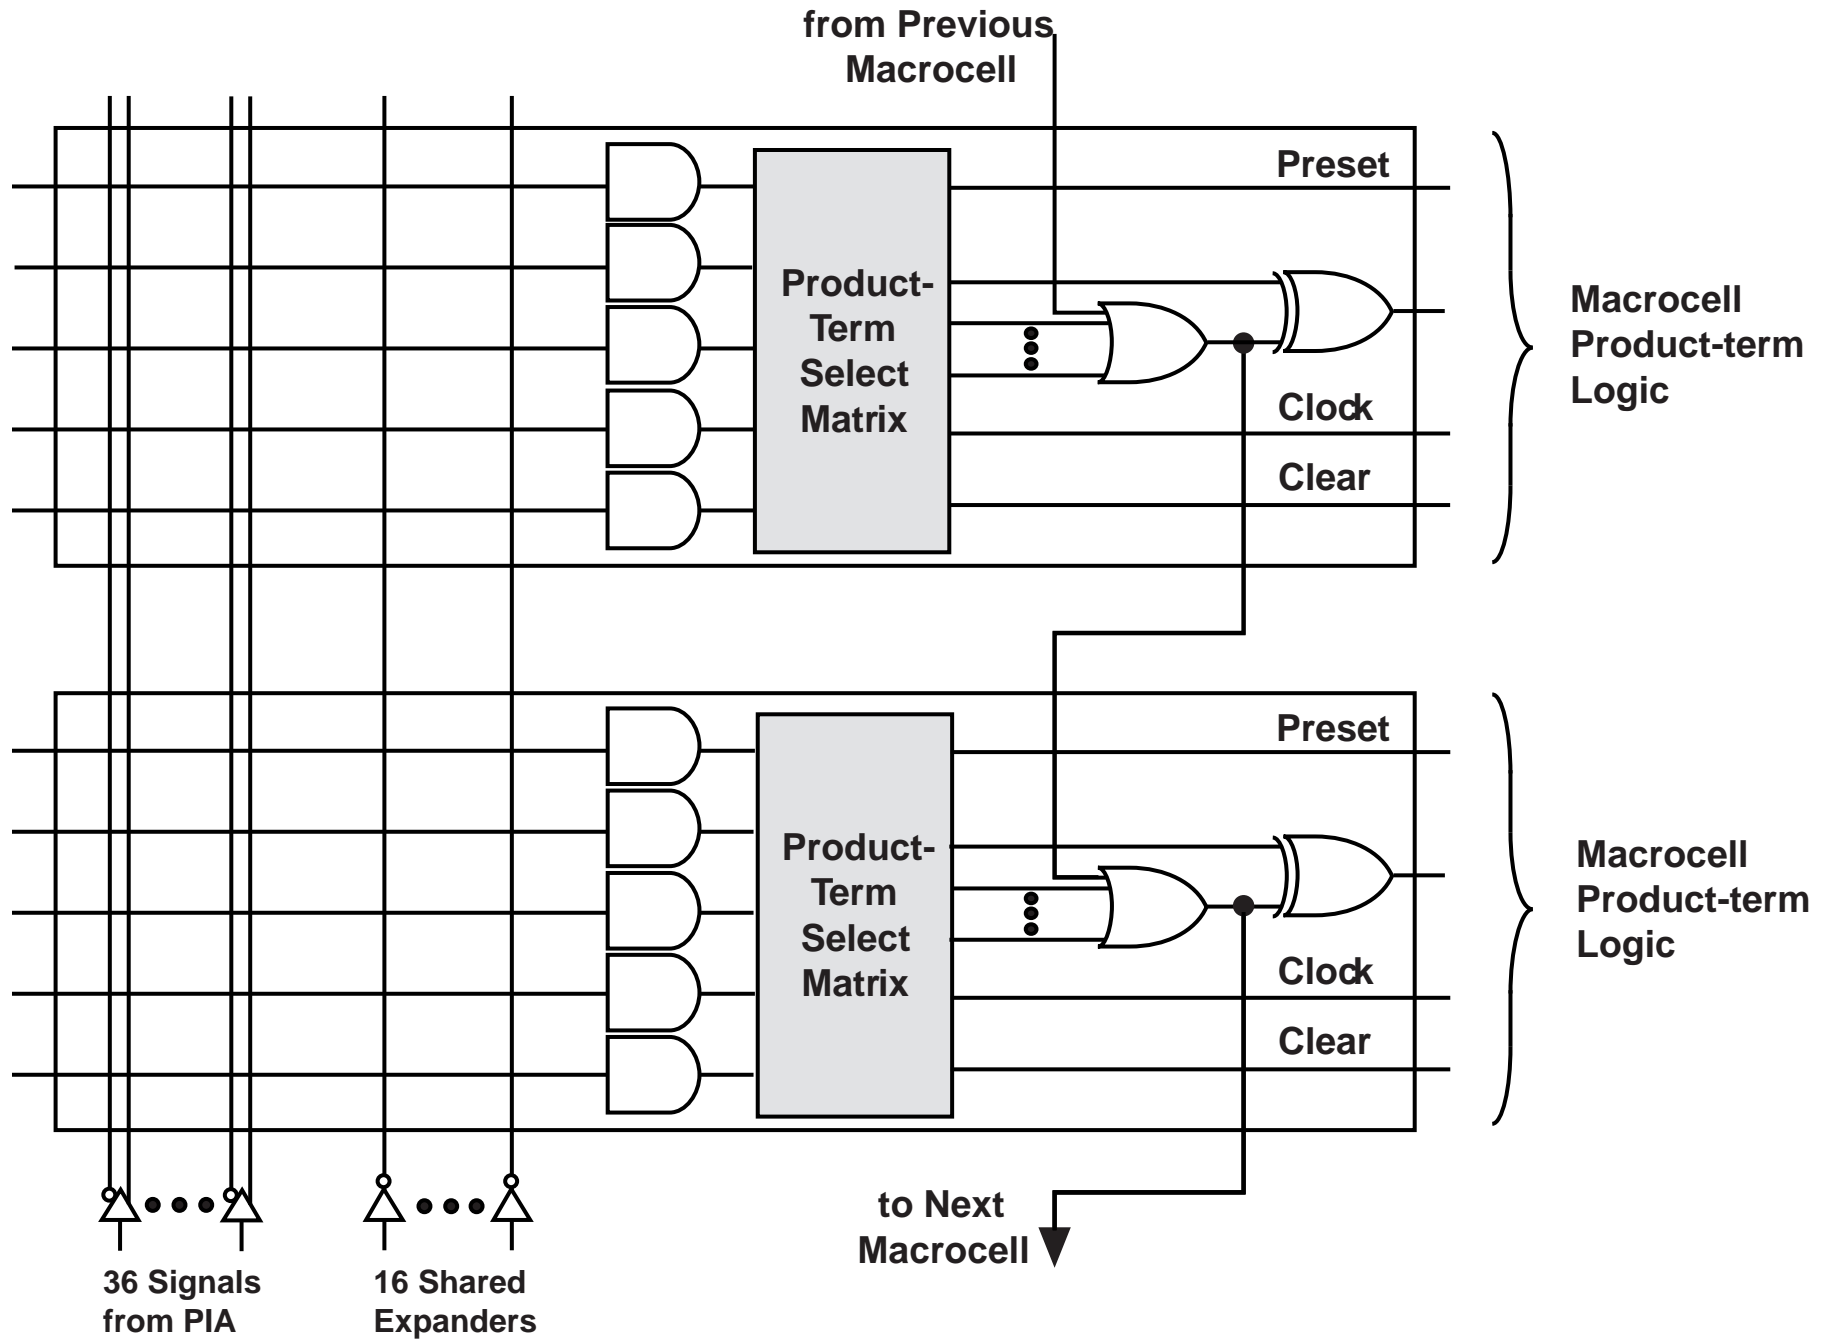 from Previous
Macrocell
Preset
Product-
Term
Select
Matrix
Clock
Clear
Macrocell
Product-term
Logic
Preset
Product-
Term
Select
Matrix
Clock
Clear
Macrocell
Product-term
Logic
to Next
Macrocell
36 Signals
from PIA
16 Shared
Expanders